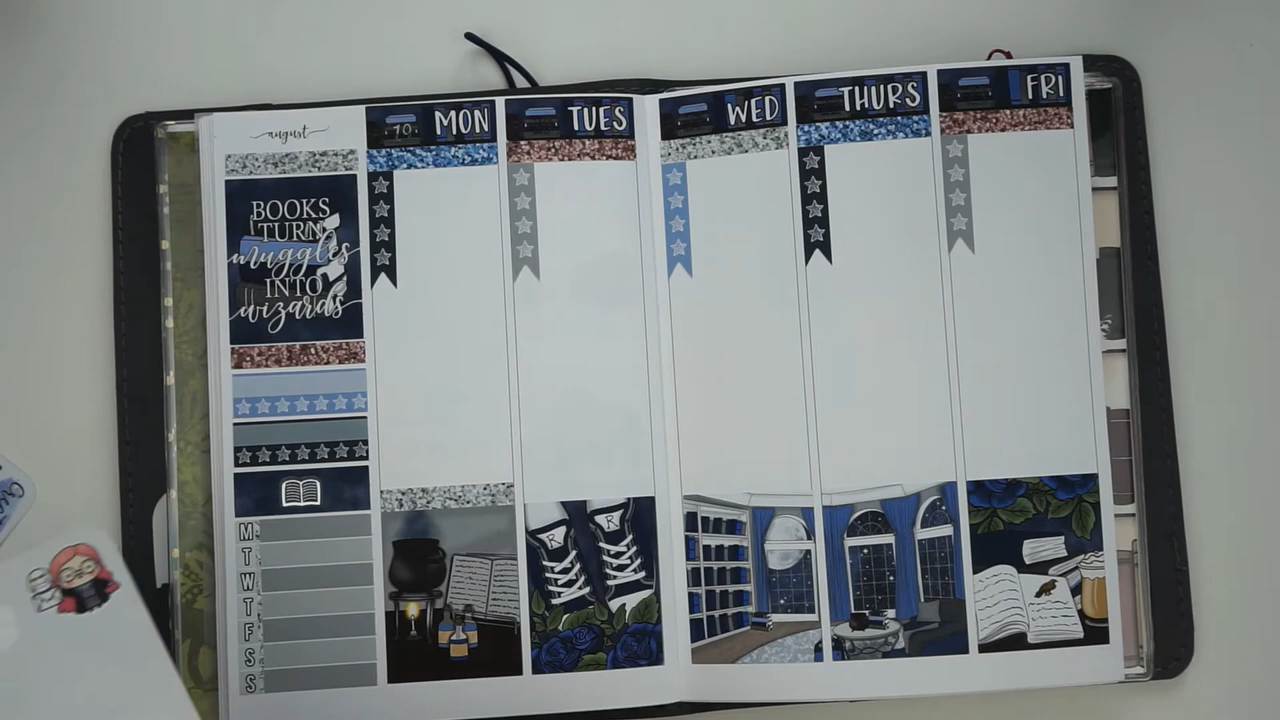 august
10 MON
TUES
WED
THURS
FRI
BOOKS
TURN
muggles
INTO
wizards
M
T
W
T
F
S
S
R
R